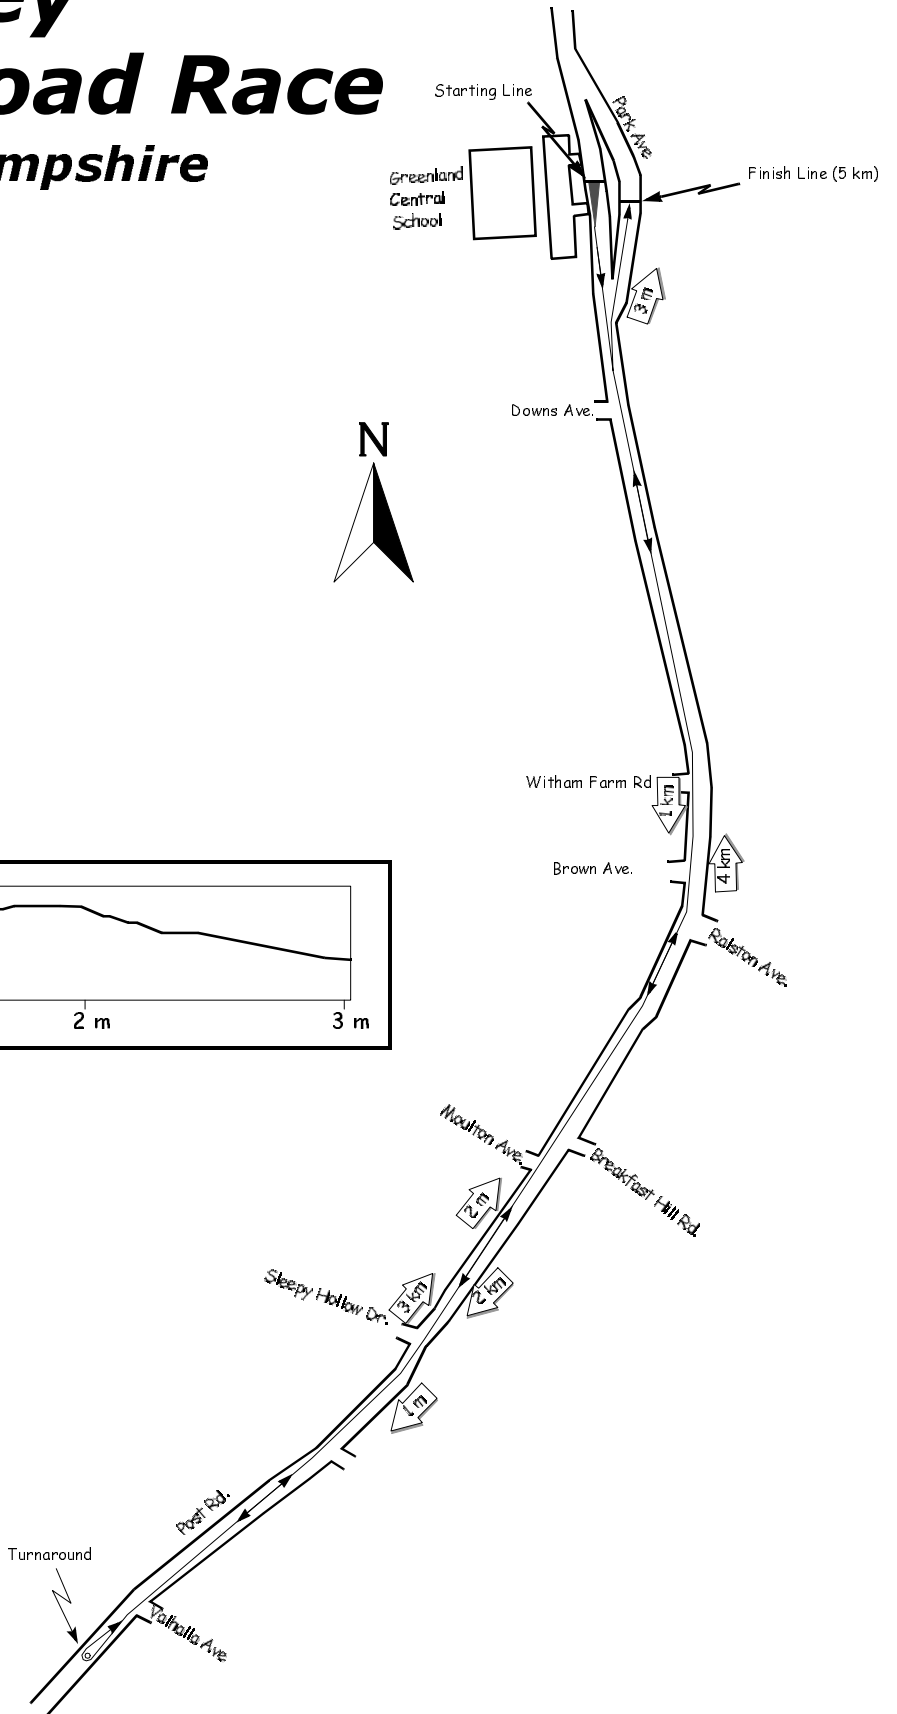 ey
oad Race
mpshire
Starting Line
Park Ave
Finish Line (5 km)
Greenland
Central
School
3 m
Downs Ave.
N
Witham Farm Rd
1 km
Brown Ave.
4 km
Ralston Ave.
2 m
3 m
Moulton Ave.
Breakfast Hill Rd.
2 m
Sleepy Hollow Dr.
3 km
2 km
1 m
Post Rd.
Turnaround
Valhalla Ave